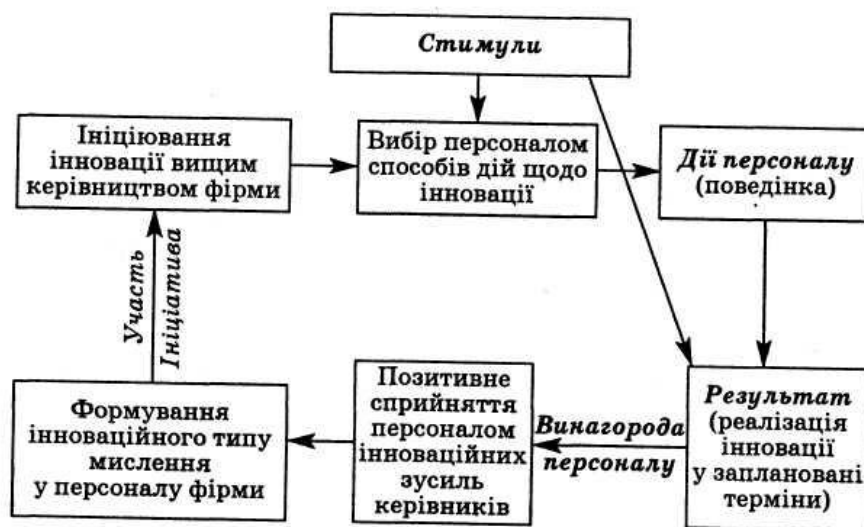 Стимули
Ініціювання
інновації вищим
керівництвом фірми
Вибір персоналом
способів дій щодо
інновації
Дії персоналу
(поведінка)
Участь
Ініціатива
Формування
інноваційного типу
мислення
у персоналу фірми
Позитивне
сприйняття
персоналом
інноваційних
зусиль
керівників
Винагорода
персоналу
Результат
(реалізація
інновації
у заплановані
терміни)